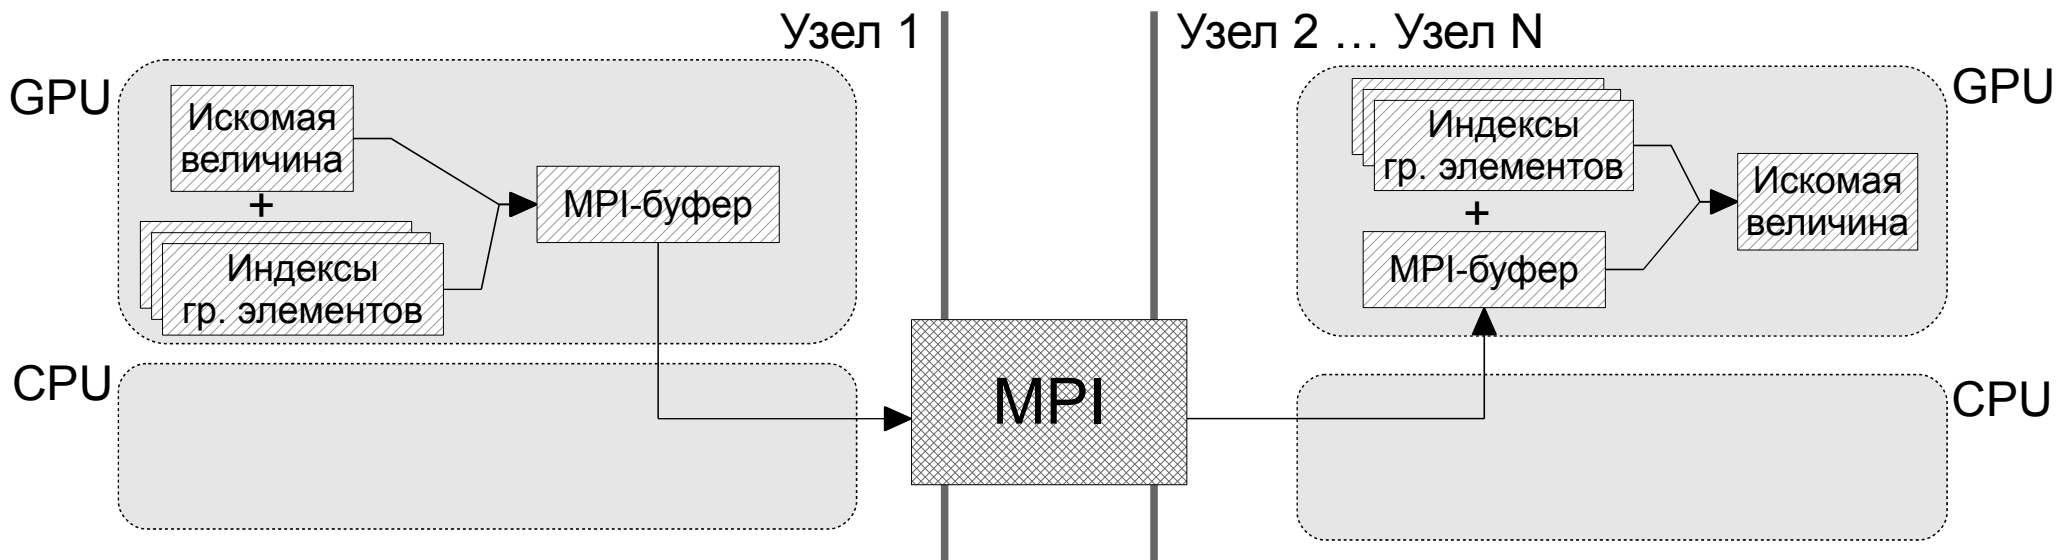 Узел 1
Узел 2 ... Узел N
GPU
Искомая
величина
+
Индексы
гр. элементов
MPI-буфер
CPU
MPI
GPU
Индексы
гр. элементов
+
MPI-буфер
Искомая
величина
CPU